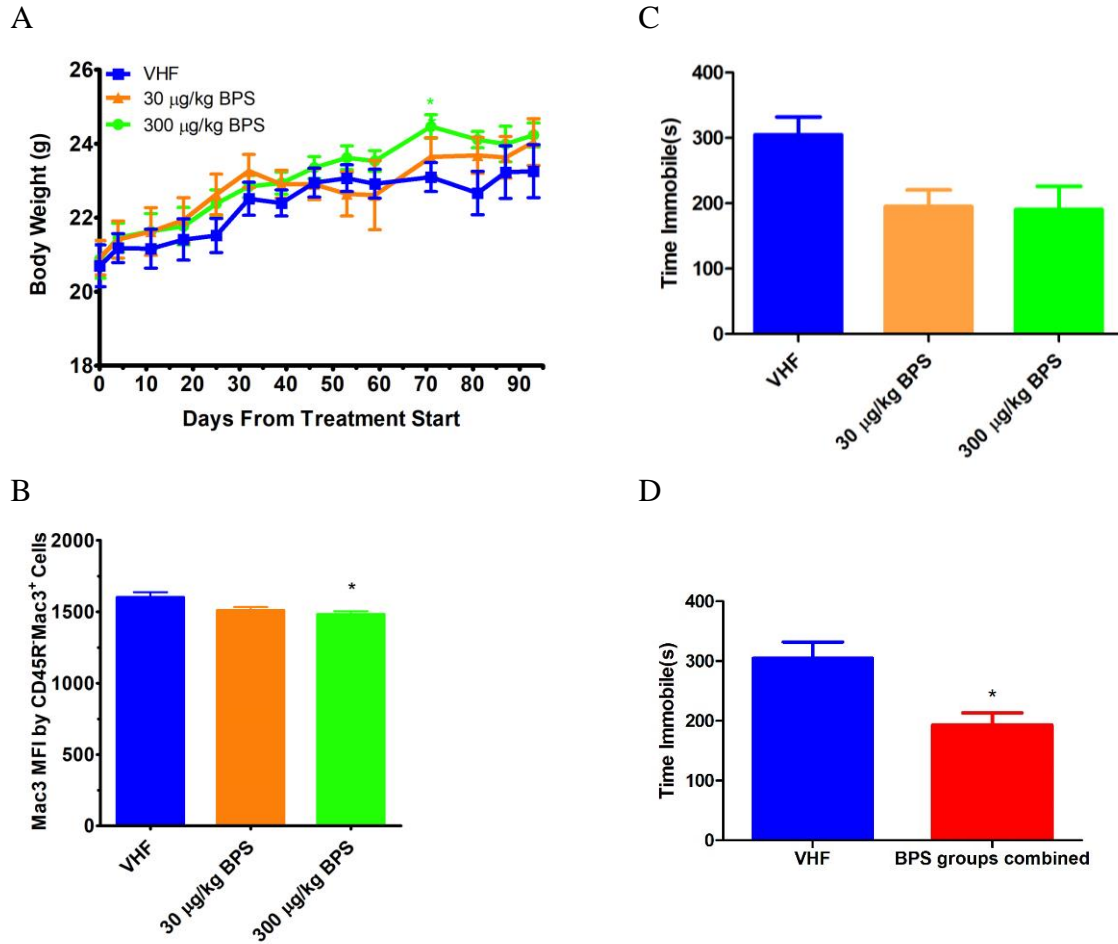 A
26
24
22
20
18
Body Weight (g)
VHF
30 µg/kg BPS
300 µg/kg BPS
*
0 10 20 30 40 50 60 70 80 90
Days From Treatment Start
B
2000
1500
1000
500
0
Mac3 MFI by CD45R-Mac3+ Cells
*
VHF
30 µg/kg BPS
300 µg/kg BPS
C
400
300
200
100
0
Time Immobile(s)
VHF
30 µg/kg BPS
300 µg/kg BPS
D
400
300
200
100
0
Time Immobile(s)
*
VHF BPS groups combined